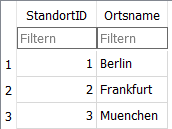 StandortID Ortsname
Filtern Filtern
1 1 Berlin
2 2 Frankfurt
3 3 Muenchen